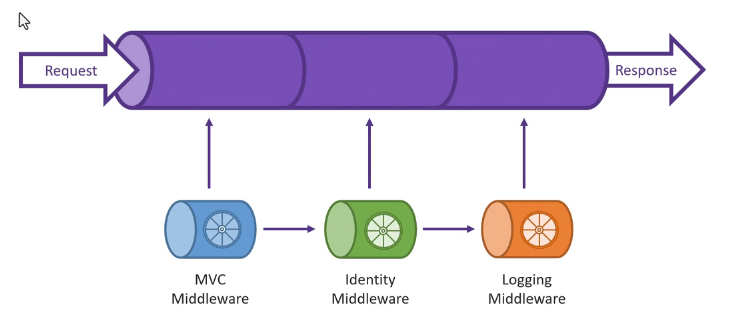 Request
Response
MVC
Middleware
Identity
Middleware
Logging
Middleware